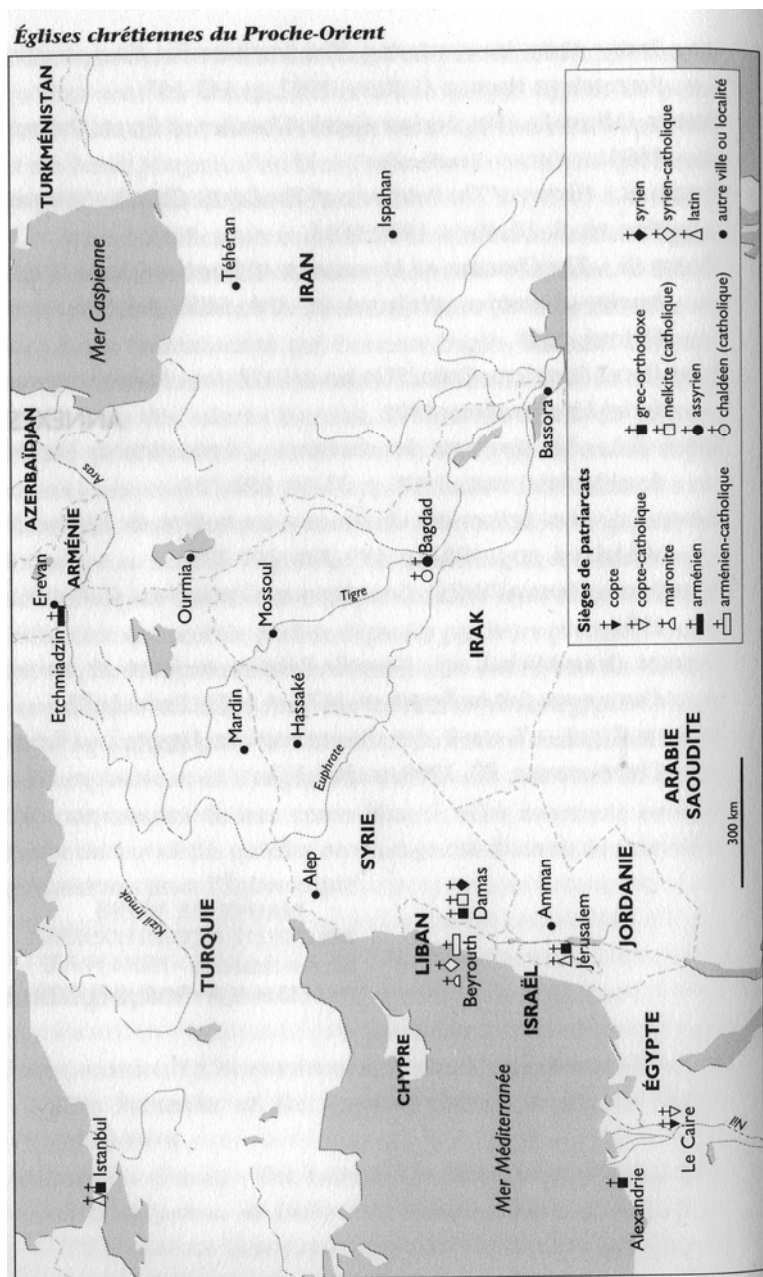 Églises chrétiennes du Proche-Orient
TURKMÉNISTAN
Mer Caspienne
AZERBAÏDJAN
Arax
Erevan
ARMÉNIE
Etchmiadzin
Téhéran
IRAN
Ispahan
Ourmia
Mossoul
Tigre
Bagdad
Bassora
IRAK
Mardin
Hassaké
Euphrate
Kizil Irmak
TURQUIE
Alep
SYRIE
Istanbul
CHYPRE
LIBAN
Beyrouth
Damas
Mer Méditerranée
ISRAËL
Amman
Jérusalem
JORDANIE
ARABIE
SAOUDITE
ÉGYPTE
Alexandrie
Le Caire
Nil
300 km
Sièges de patriarcats
copte
copte-catholique
maronite
arménien
arménien-catholique
grec-orthodoxe
melkite (catholique)
assyrien
chaldéen (catholique)
syrien
syrien-catholique
latin
autre ville ou localité